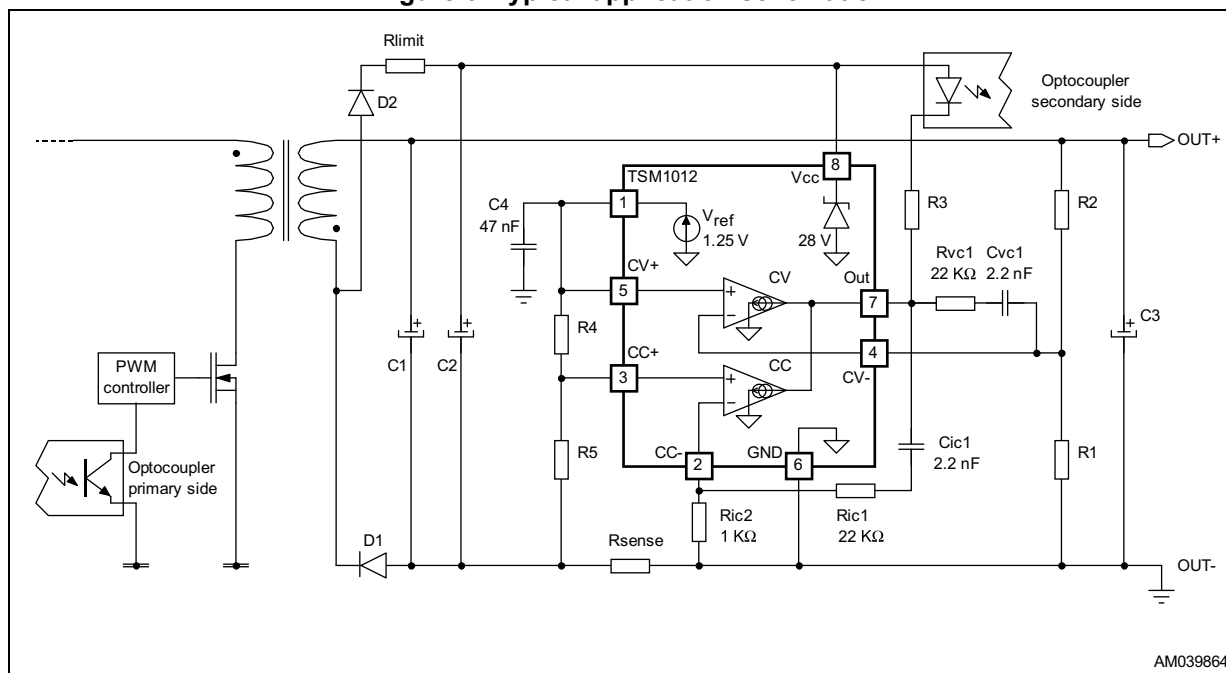 Rlimit
D2
Optocoupler
secondary side
OUT+
TSM1012
8
Vcc
C4
47 nF
1
Vref
1.25 V
28 V
R3
R2
Rvc1
22 KΩ
Cvc1
2.2 nF
CV+
5
CV
Out
7
+
-
R4
C1
+
C2
+
C3
+
CC+
3
CC
4
CV-
+
-
PWM
controller
R5
CC-
2
GND
6
Cic1
2.2 nF
R1
Optocoupler
primary side
Ric2
1 KΩ
Ric1
22 KΩ
D1
Rsense
OUT-
AM039864